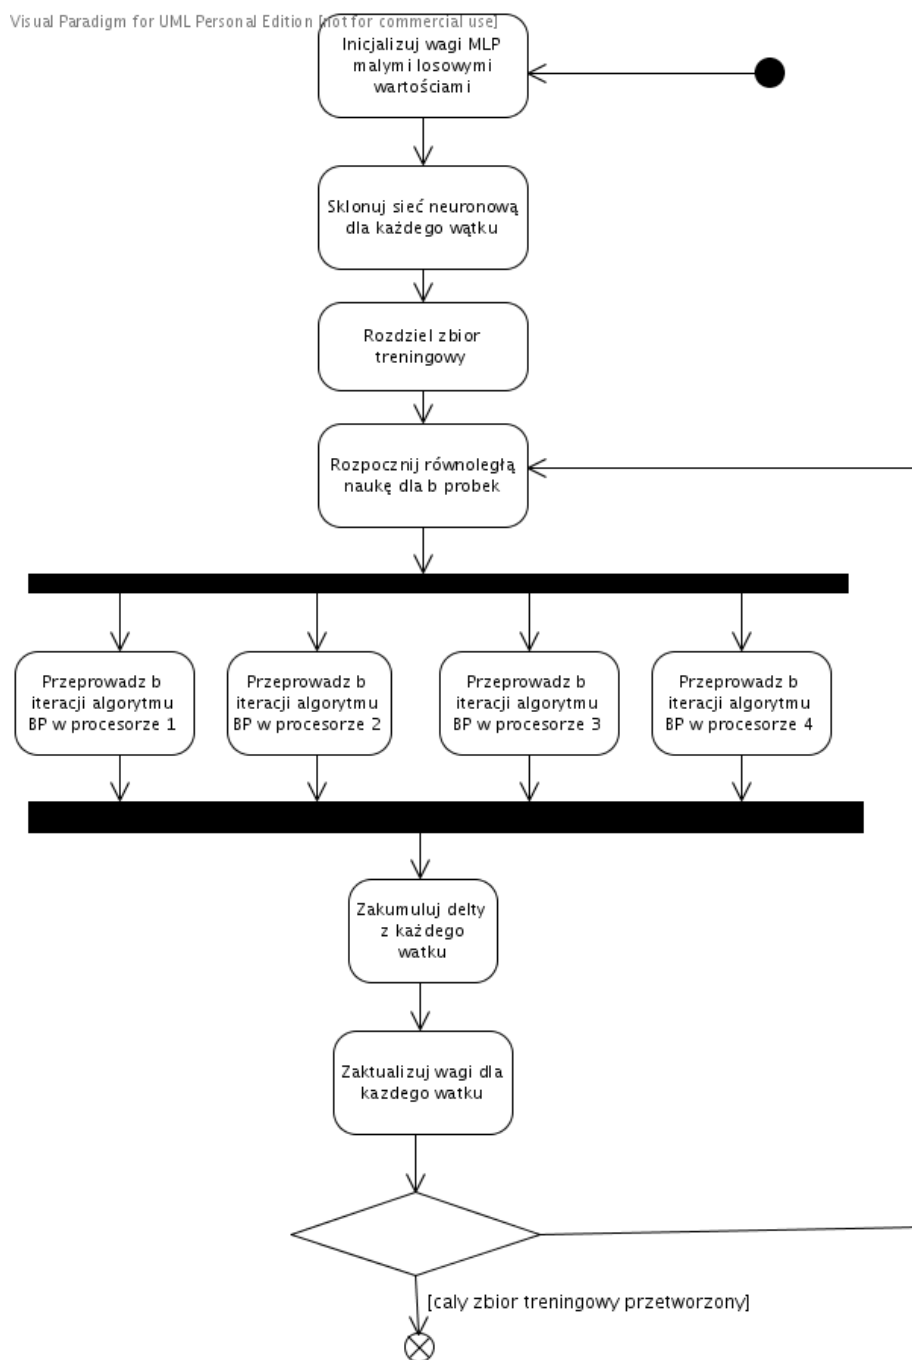 Visual Paradigm for UML Personal Edition [not for commercial use]
Inicjalizuj wagi MLP
malymi losowymi
wartościami
Sklonuj sieć neuronową
dla każdego wątku
Rozdziel zbior
treningowy
Rozpocznij równoległą
naukę dla b probek
Przeprowadz b
iteracji algorytmu
BP w procesorze 1
Przeprowadz b
iteracji algorytmu
BP w procesorze 2
Przeprowadz b
iteracji algorytmu
BP w procesorze 3
Przeprowadz b
iteracji algorytmu
BP w procesorze 4
Zakumuluj delty
z każdego
watku
Zaktualizuj wagi dla
kazdego watku
[caly zbior treningowy przetworzony]